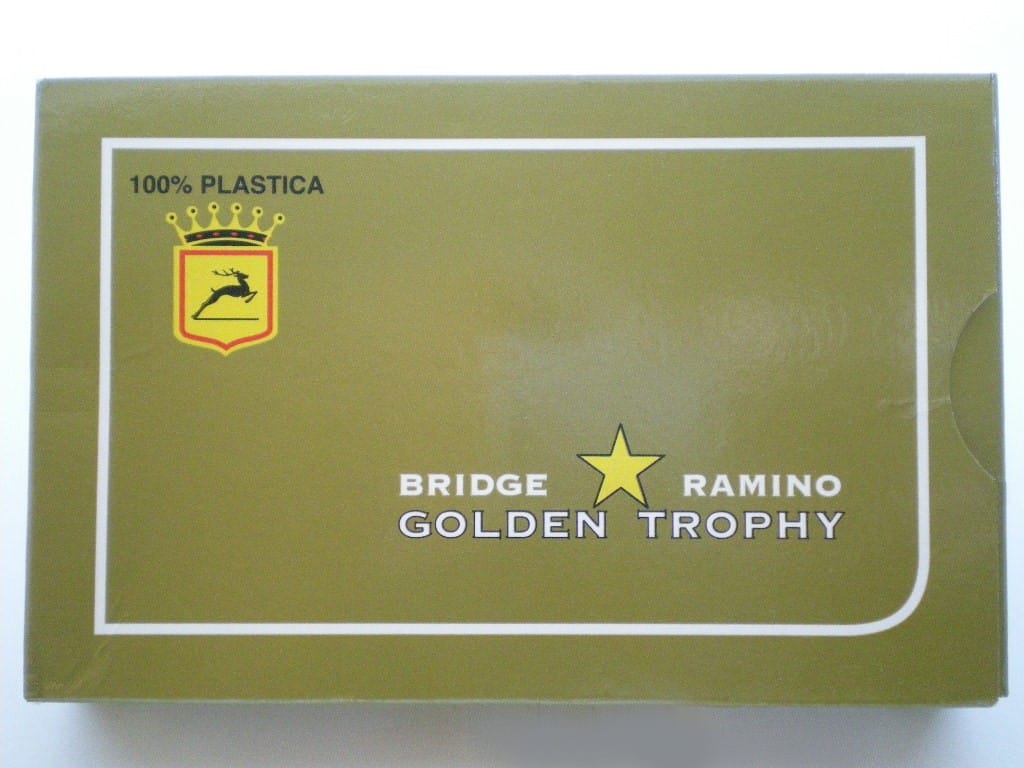 100% PLASTICA
BRIDGE RAMINO
GOLDEN TROPHY